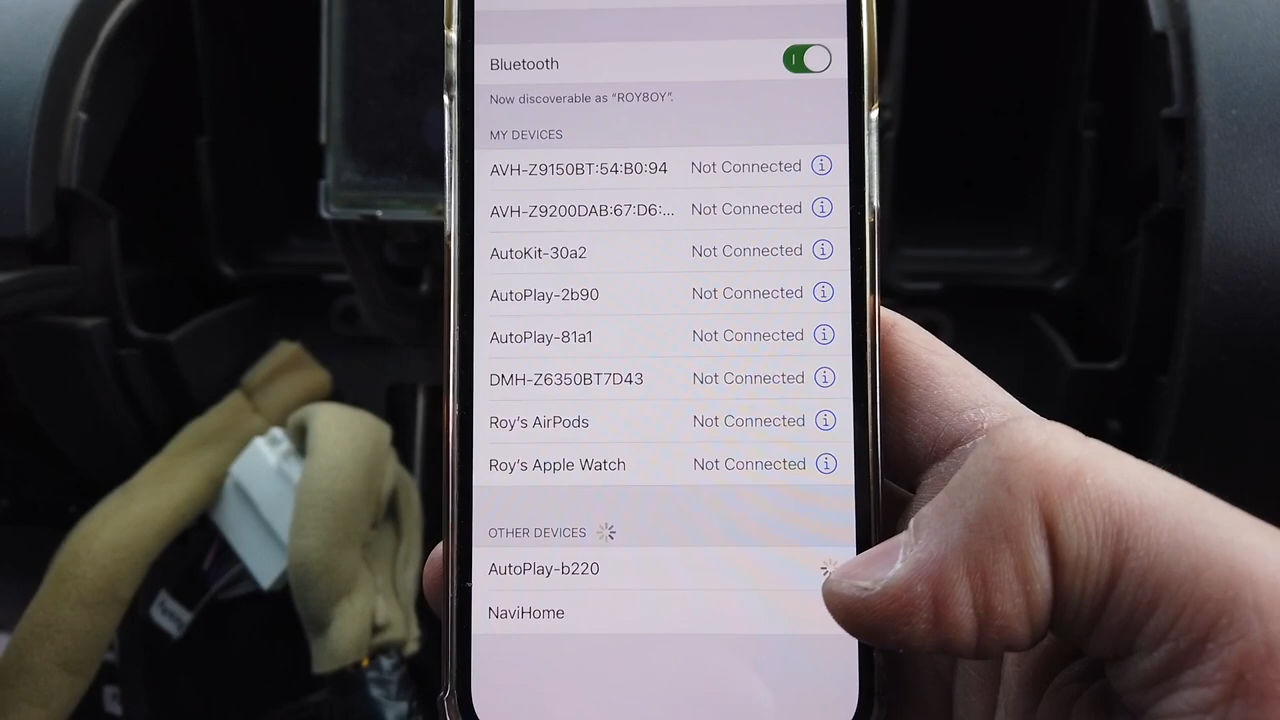 Bluetooth
Now discoverable as “ROY8OY”.
MY DEVICES
AVH-Z9150BT:54:B0:94 Not Connected
AVH-Z9200DAB:67:D6:... Not Connected
AutoKit-30a2 Not Connected
AutoPlay-2b90 Not Connected
AutoPlay-81a1 Not Connected
DMH-Z6350BT7D43 Not Connected
Roy’s AirPods Not Connected
Roy’s Apple Watch Not Connected
OTHER DEVICES
AutoPlay-b220
NaviHome